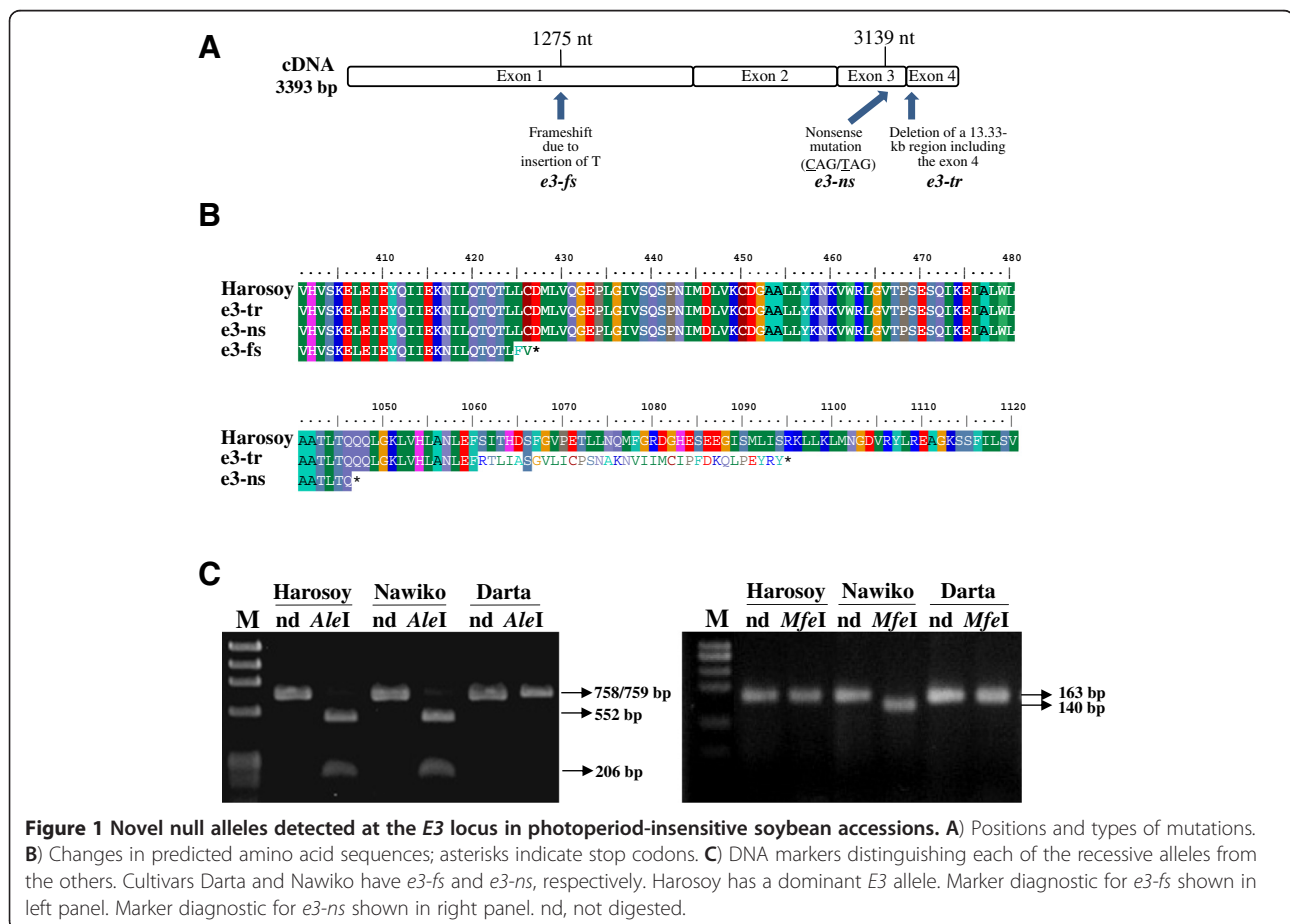 A
1275 nt
3139 nt
cDNA
3393 bp
Exon 1
Exon 2
Exon 3
Exon 4
Frameshift
due to
insertion of T
e3-fs
Nonsense
mutation
(CAG/TAG)
e3-ns
Deletion of a 13.33-
kb region including
the exon 4
e3-tr
B
410 420 430 440 450 460 470 480
Harosoy VHVSKELEIEYQIIEKNILQTQTLLCDMLVQGEPLGIVSQSPNIMDLVKCDGAALLYKNKVWRLGVTPSESQIKEIALWL
e3-tr VHVSKELEIEYQIIEKNILQTQTLLCDMLVQGEPLGIVSQSPNIMDLVKCDGAALLYKNKVWRLGVTPSESQIKEIALWL
e3-ns VHVSKELEIEYQIIEKNILQTQTLLCDMLVQGEPLGIVSQSPNIMDLVKCDGAALLYKNKVWRLGVTPSESQIKEIALWL
e3-fs VHVSKELEIEYQIIEKNILQTQTLFV*
1050 1060 1070 1080 1090 1100 1110 1120
Harosoy AATLTQQQLGKLVHLANLEFSITHDSFGVPETLLNQMFGRDGHESEEGISMLISRKLLKLMNGDVRYLREAGKSSFILSV
e3-tr AATLTQQQLGKLVHLANLEFRTLIASGVLICPSNAKNVIIMCIPFDKQLPEYRY*
e3-ns AATLTQ*
C
Harosoy Nawiko Darta
M nd AleI nd AleI nd AleI
758/759 bp
552 bp
206 bp
Harosoy Nawiko Darta
M nd MfeI nd MfeI nd MfeI
163 bp
140 bp
Figure 1 Novel null alleles detected at the E3 locus in photoperiod-insensitive soybean accessions. A) Positions and types of mutations.
B) Changes in predicted amino acid sequences; asterisks indicate stop codons. C) DNA markers distinguishing each of the recessive alleles from
the others. Cultivars Darta and Nawiko have e3-fs and e3-ns, respectively. Harosoy has a dominant E3 allele. Marker diagnostic for e3-fs shown in
left panel. Marker diagnostic for e3-ns shown in right panel. nd, not digested.